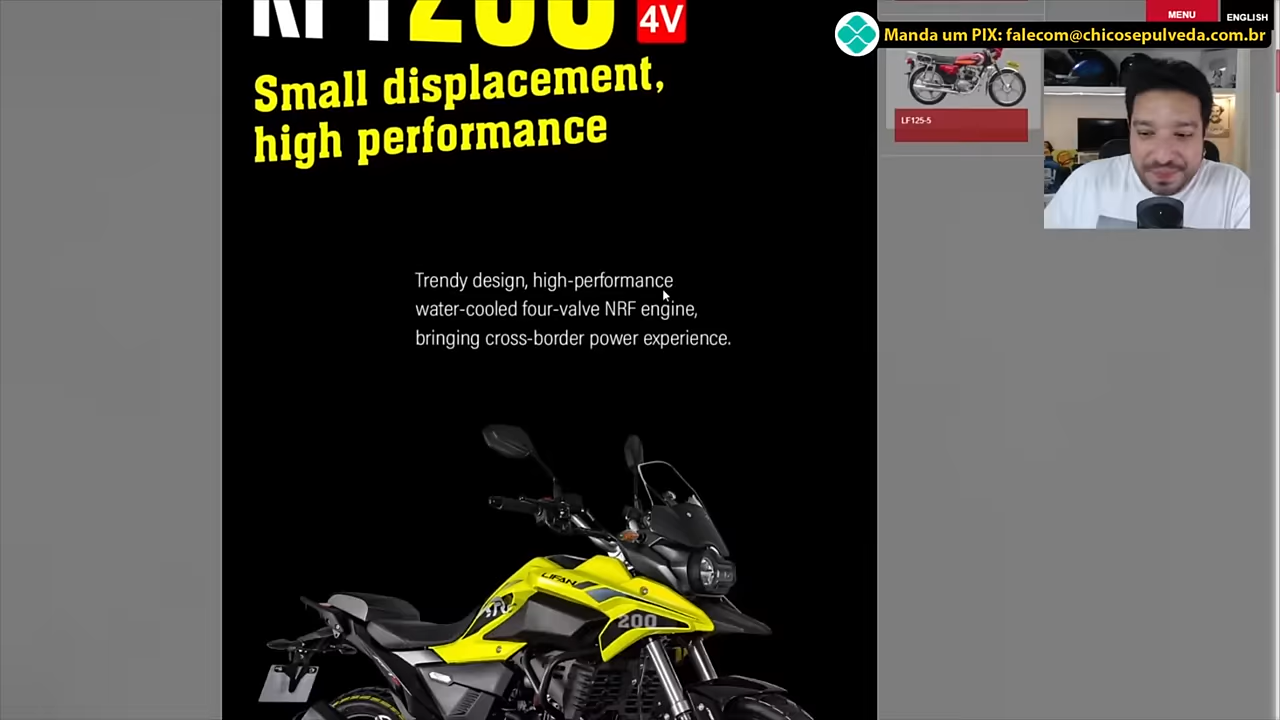 200
4V
Small displacement,
high performance
Trendy design, high-performance
water-cooled four-valve NRF engine,
bringing cross-border power experience.
LIFAN
200
MENU
ENGLISH
Manda um PIX: falecom@chicosepulveda.com.br
LF125-5